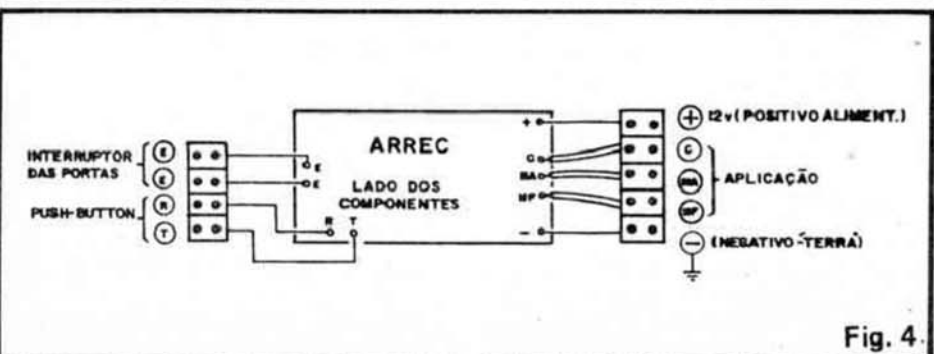 INTERRUPTOR
DAS PORTAS
E
E
PUSH-BUTTON
R
T
ARREC
LADO DOS
COMPONENTES
E
E
R T
+
C
NA
NF
-
+ 12v (POSITIVO ALIMENT.)
C
NA
NF
APLICAÇÃO
- (NEGATIVO-"TERRA")
Fig. 4